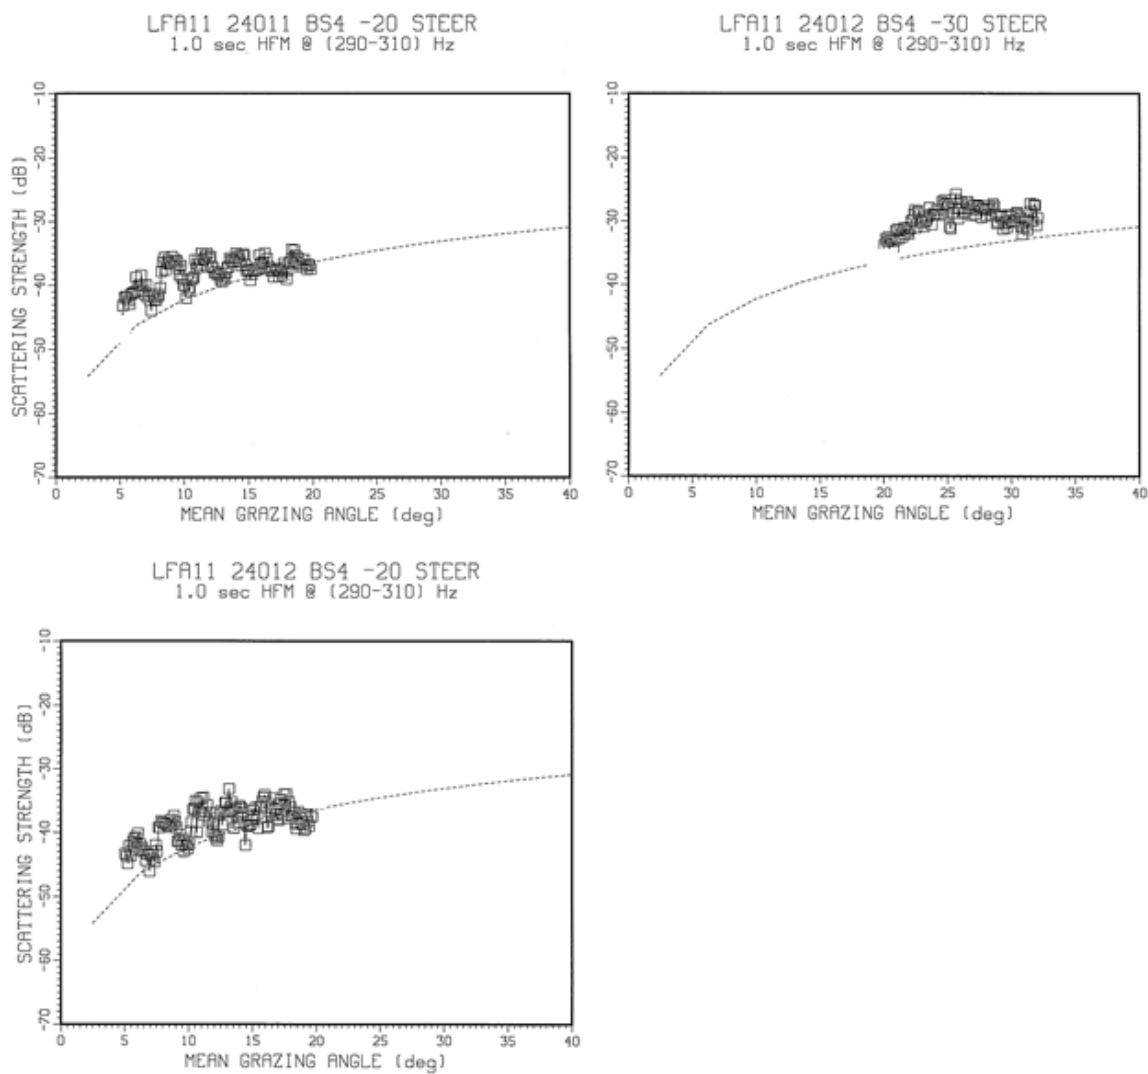 LFA11 24011 BS4 -20 STEER
1.0 sec HFM @ (290-310) Hz
SCATTERING STRENGTH (dB)
-10
-20
-30
-40
-50
-60
-70
0 5 10 15 20 25 30 35 40
MEAN GRAZING ANGLE (deg)
LFA11 24012 BS4 -30 STEER
1.0 sec HFM @ (290-310) Hz
-10
-20
-30
-40
-50
-60
-70
0 5 10 15 20 25 30 35 40
MEAN GRAZING ANGLE (deg)
LFA11 24012 BS4 -20 STEER
1.0 sec HFM @ (290-310) Hz
SCATTERING STRENGTH (dB)
-10
-20
-30
-40
-50
-60
-70
0 5 10 15 20 25 30 35 40
MEAN GRAZING ANGLE (deg)